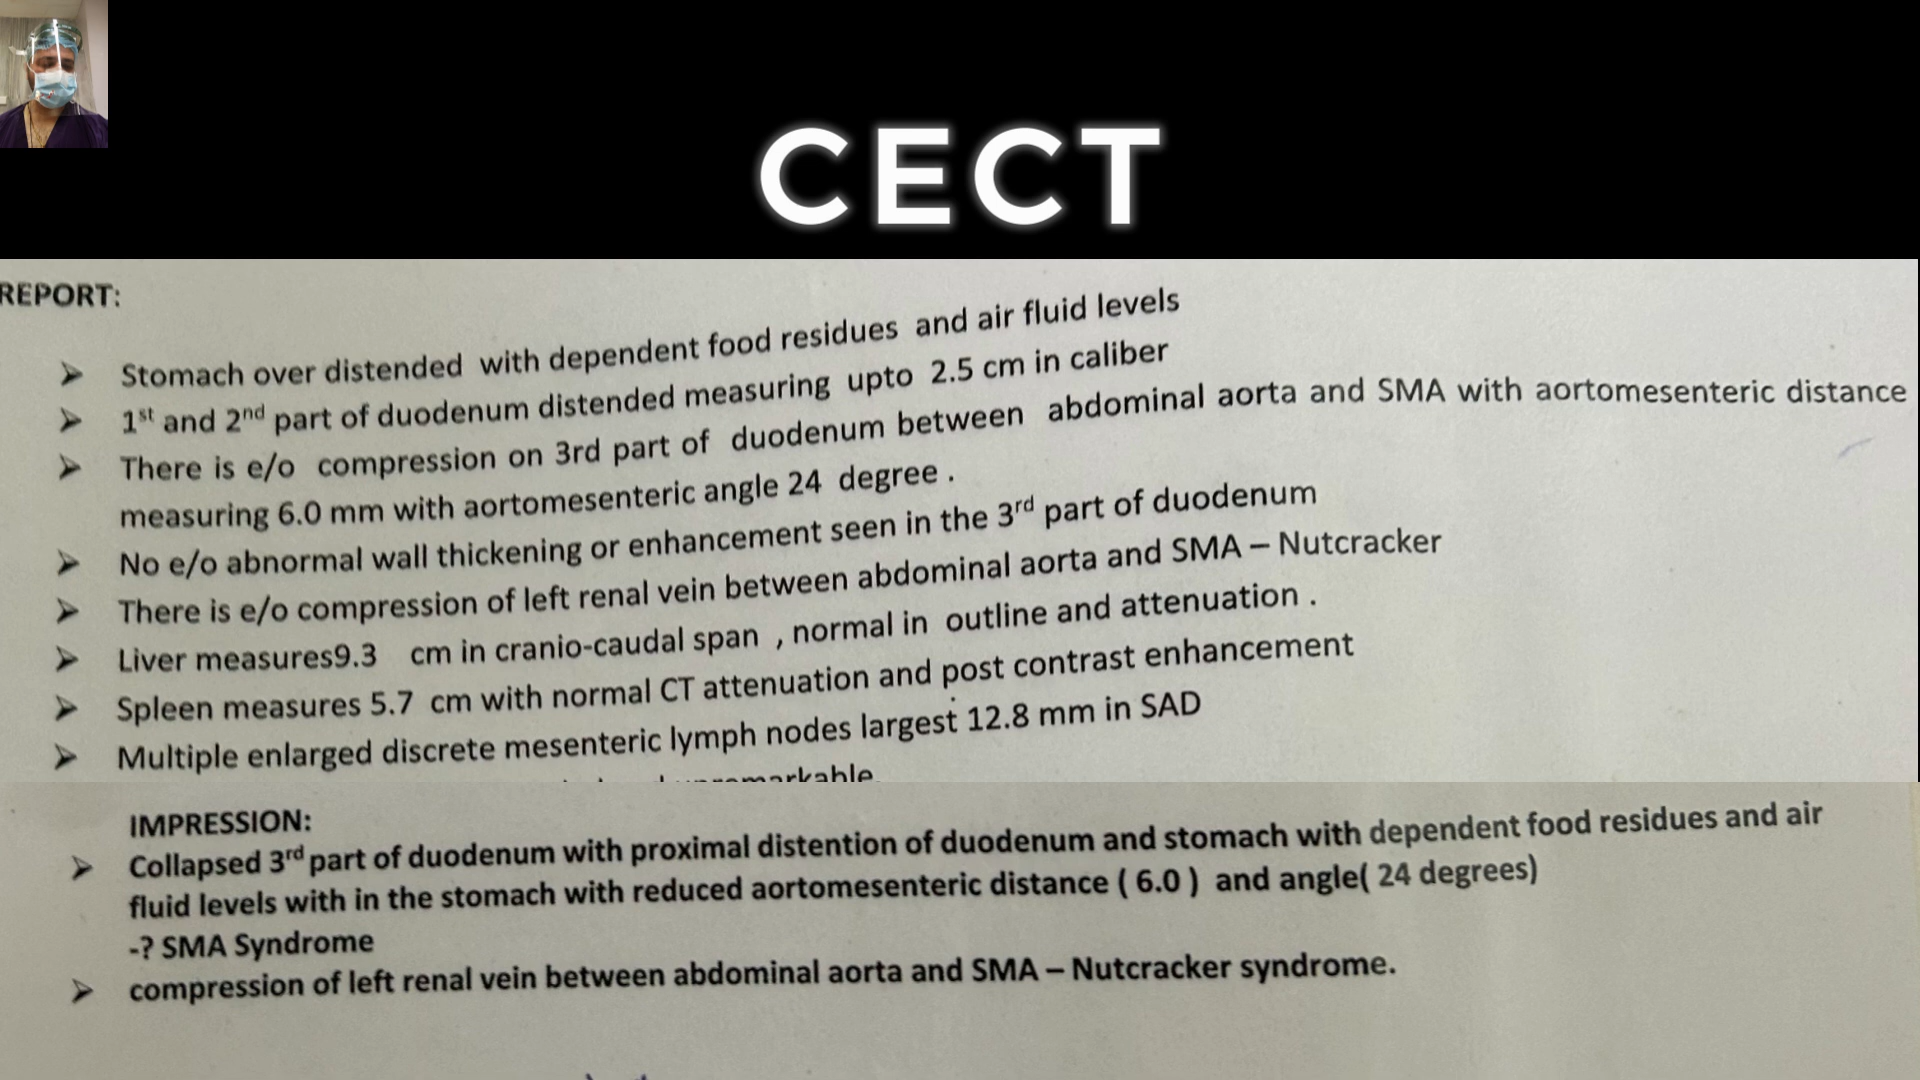 CECT
REPORT:
➢ Stomach over distended with dependent food residues and air fluid levels
➢ 1st and 2nd part of duodenum distended measuring upto 2.5 cm in caliber
➢ There is e/o compression on 3rd part of duodenum between abdominal aorta and SMA with aortomesenteric distance
measuring 6.0 mm with aortomesenteric angle 24 degree .
➢ No e/o abnormal wall thickening or enhancement seen in the 3rd part of duodenum
➢ There is e/o compression of left renal vein between abdominal aorta and SMA – Nutcracker
➢ Liver measures9.3 cm in cranio-caudal span , normal in outline and attenuation .
➢ Spleen measures 5.7 cm with normal CT attenuation and post contrast enhancement
➢ Multiple enlarged discrete mesenteric lymph nodes largest 12.8 mm in SAD
unremarkable.
IMPRESSION:
➢ Collapsed 3rd part of duodenum with proximal distention of duodenum and stomach with dependent food residues and air
fluid levels with in the stomach with reduced aortomesenteric distance ( 6.0 ) and angle( 24 degrees)
-? SMA Syndrome
➢ compression of left renal vein between abdominal aorta and SMA – Nutcracker syndrome.